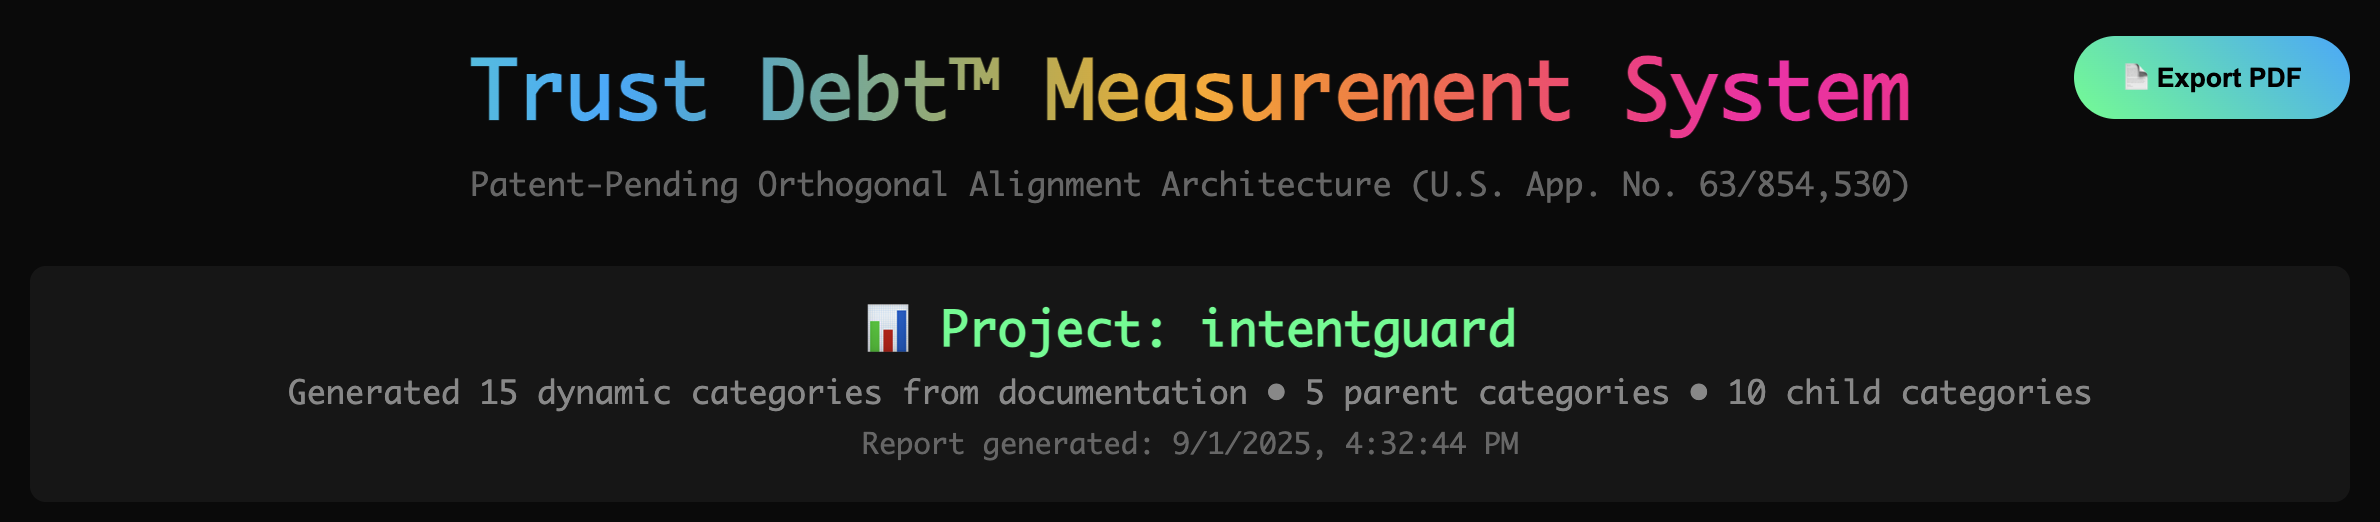 Trust Debt™ Measurement System
Export PDF
Patent-Pending Orthogonal Alignment Architecture (U.S. App. No. 63/854,530)
Project: intentguard
Generated 15 dynamic categories from documentation • 5 parent categories • 10 child categories
Report generated: 9/1/2025, 4:32:44 PM